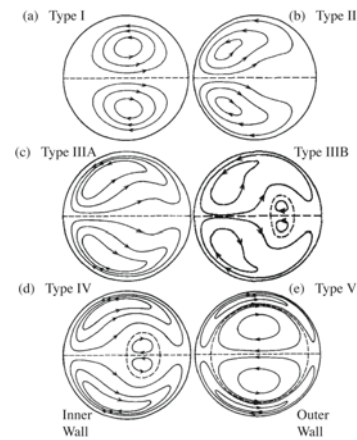 (a) Type I
(b) Type II
(c) Type IIIA
Type IIIB
(d) Type IV
(e) Type V
Inner
Wall
Outer
Wall